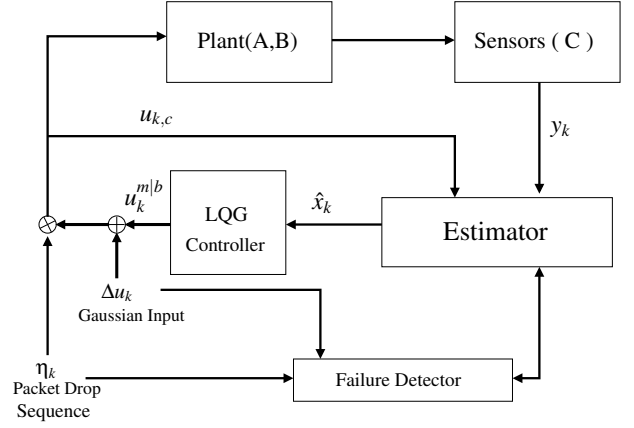 Plant(A,B)
Sensors ( C )
u_{k,c}
y_k
u_k^{m|b}
LQG
Controller
x̂_k
Estimator
Δu_k
Gaussian Input
η_k
Packet Drop
Sequence
Failure Detector